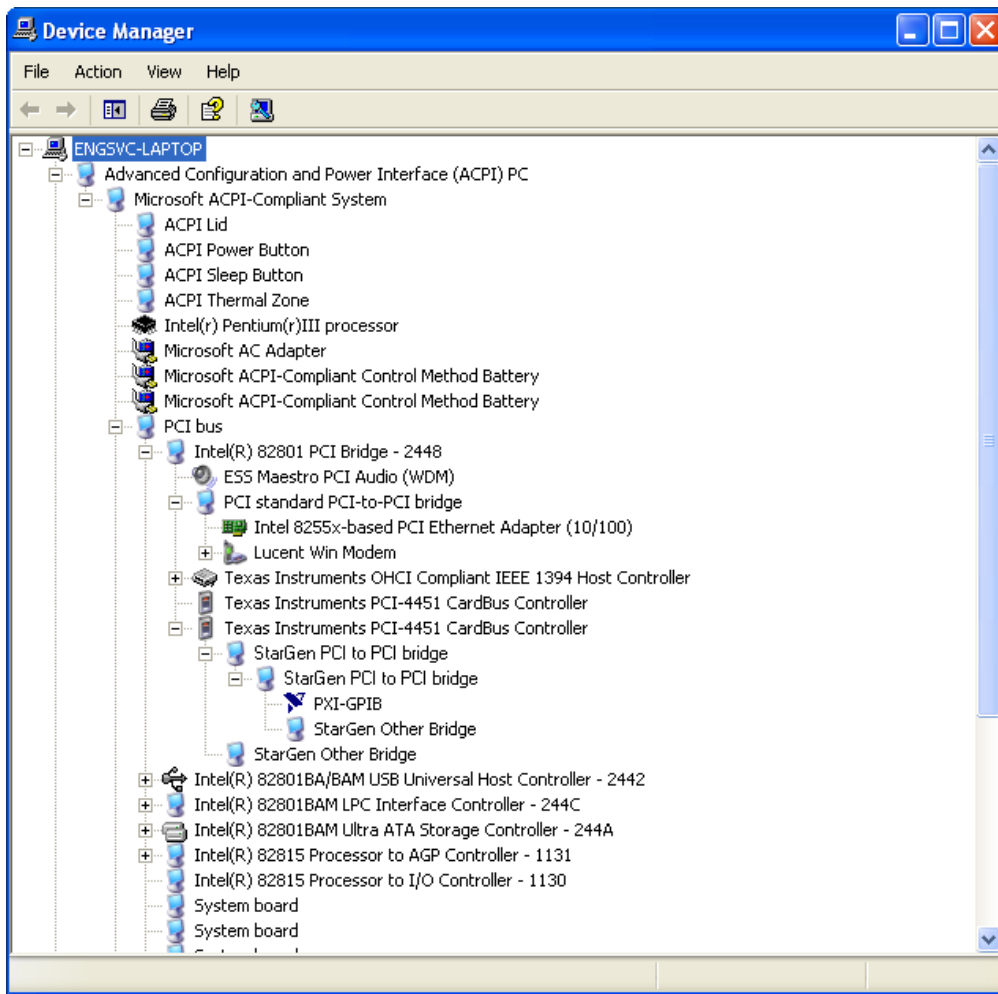 Device Manager
File Action View Help
ENGSVC-LAPTOP
Advanced Configuration and Power Interface (ACPI) PC
Microsoft ACPI-Compliant System
ACPI Lid
ACPI Power Button
ACPI Sleep Button
ACPI Thermal Zone
Intel(r) Pentium(r)III processor
Microsoft AC Adapter
Microsoft ACPI-Compliant Control Method Battery
Microsoft ACPI-Compliant Control Method Battery
PCI bus
Intel(R) 82801 PCI Bridge - 2448
ESS Maestro PCI Audio (WDM)
PCI standard PCI-to-PCI bridge
Intel 8255x-based PCI Ethernet Adapter (10/100)
Lucent Win Modem
Texas Instruments OHCI Compliant IEEE 1394 Host Controller
Texas Instruments PCI-4451 CardBus Controller
Texas Instruments PCI-4451 CardBus Controller
StarGen PCI to PCI bridge
StarGen PCI to PCI bridge
PXI-GPIB
StarGen Other Bridge
StarGen Other Bridge
Intel(R) 82801BA/BAM USB Universal Host Controller - 2442
Intel(R) 82801BAM LPC Interface Controller - 244C
Intel(R) 82801BAM Ultra ATA Storage Controller - 244A
Intel(R) 82815 Processor to AGP Controller - 1131
Intel(R) 82815 Processor to I/O Controller - 1130
System board
System board